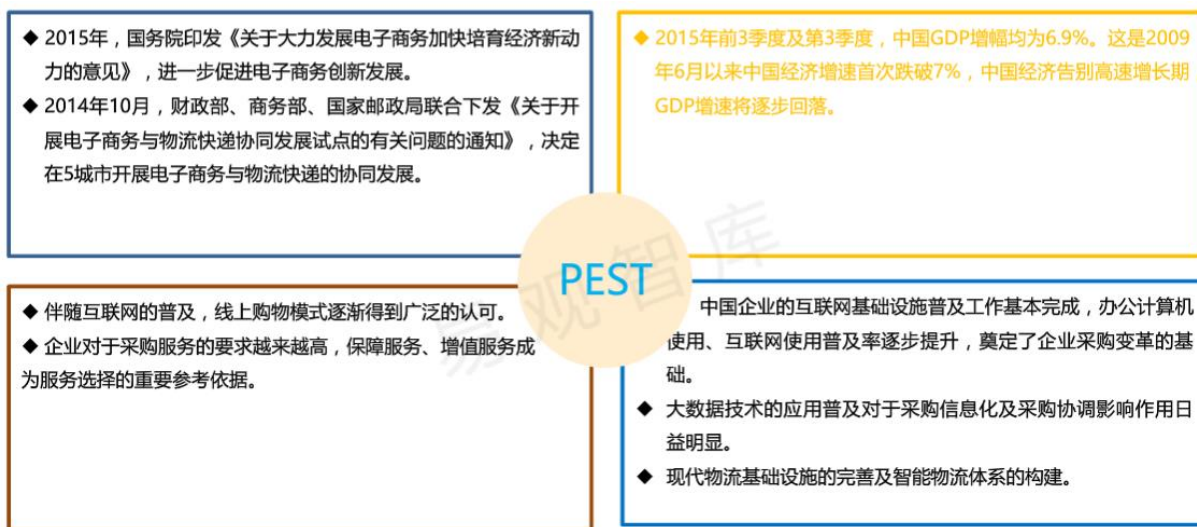 ◆ 2015年，国务院印发《关于大力发展电子商务加快培育经济新动
力的意见》，进一步促进电子商务创新发展。
◆ 2014年10月，财政部、商务部、国家邮政局联合下发《关于开
展电子商务与物流快递协同发展试点的有关问题的通知》，决定
在5城市开展电子商务与物流快递的协同发展。
◆ 2015年前3季度及第3季度，中国GDP增幅均为6.9%。这是2009
年6月以来中国经济增速首次跌破7%，中国经济告别高速增长期
GDP增速将逐步回落。
PEST
易观智库
◆ 伴随互联网的普及，线上购物模式逐渐得到广泛的认可。
◆ 企业对于采购服务的要求越来越高，保障服务、增值服务成
为服务选择的重要参考依据。
中国企业的互联网基础设施普及工作基本完成，办公计算机
使用、互联网使用普及率逐步提升，奠定了企业采购变革的基
础。
◆ 大数据技术的应用普及对于采购信息化及采购协调影响作用日
益明显。
◆ 现代物流基础设施的完善及智能物流体系的构建。